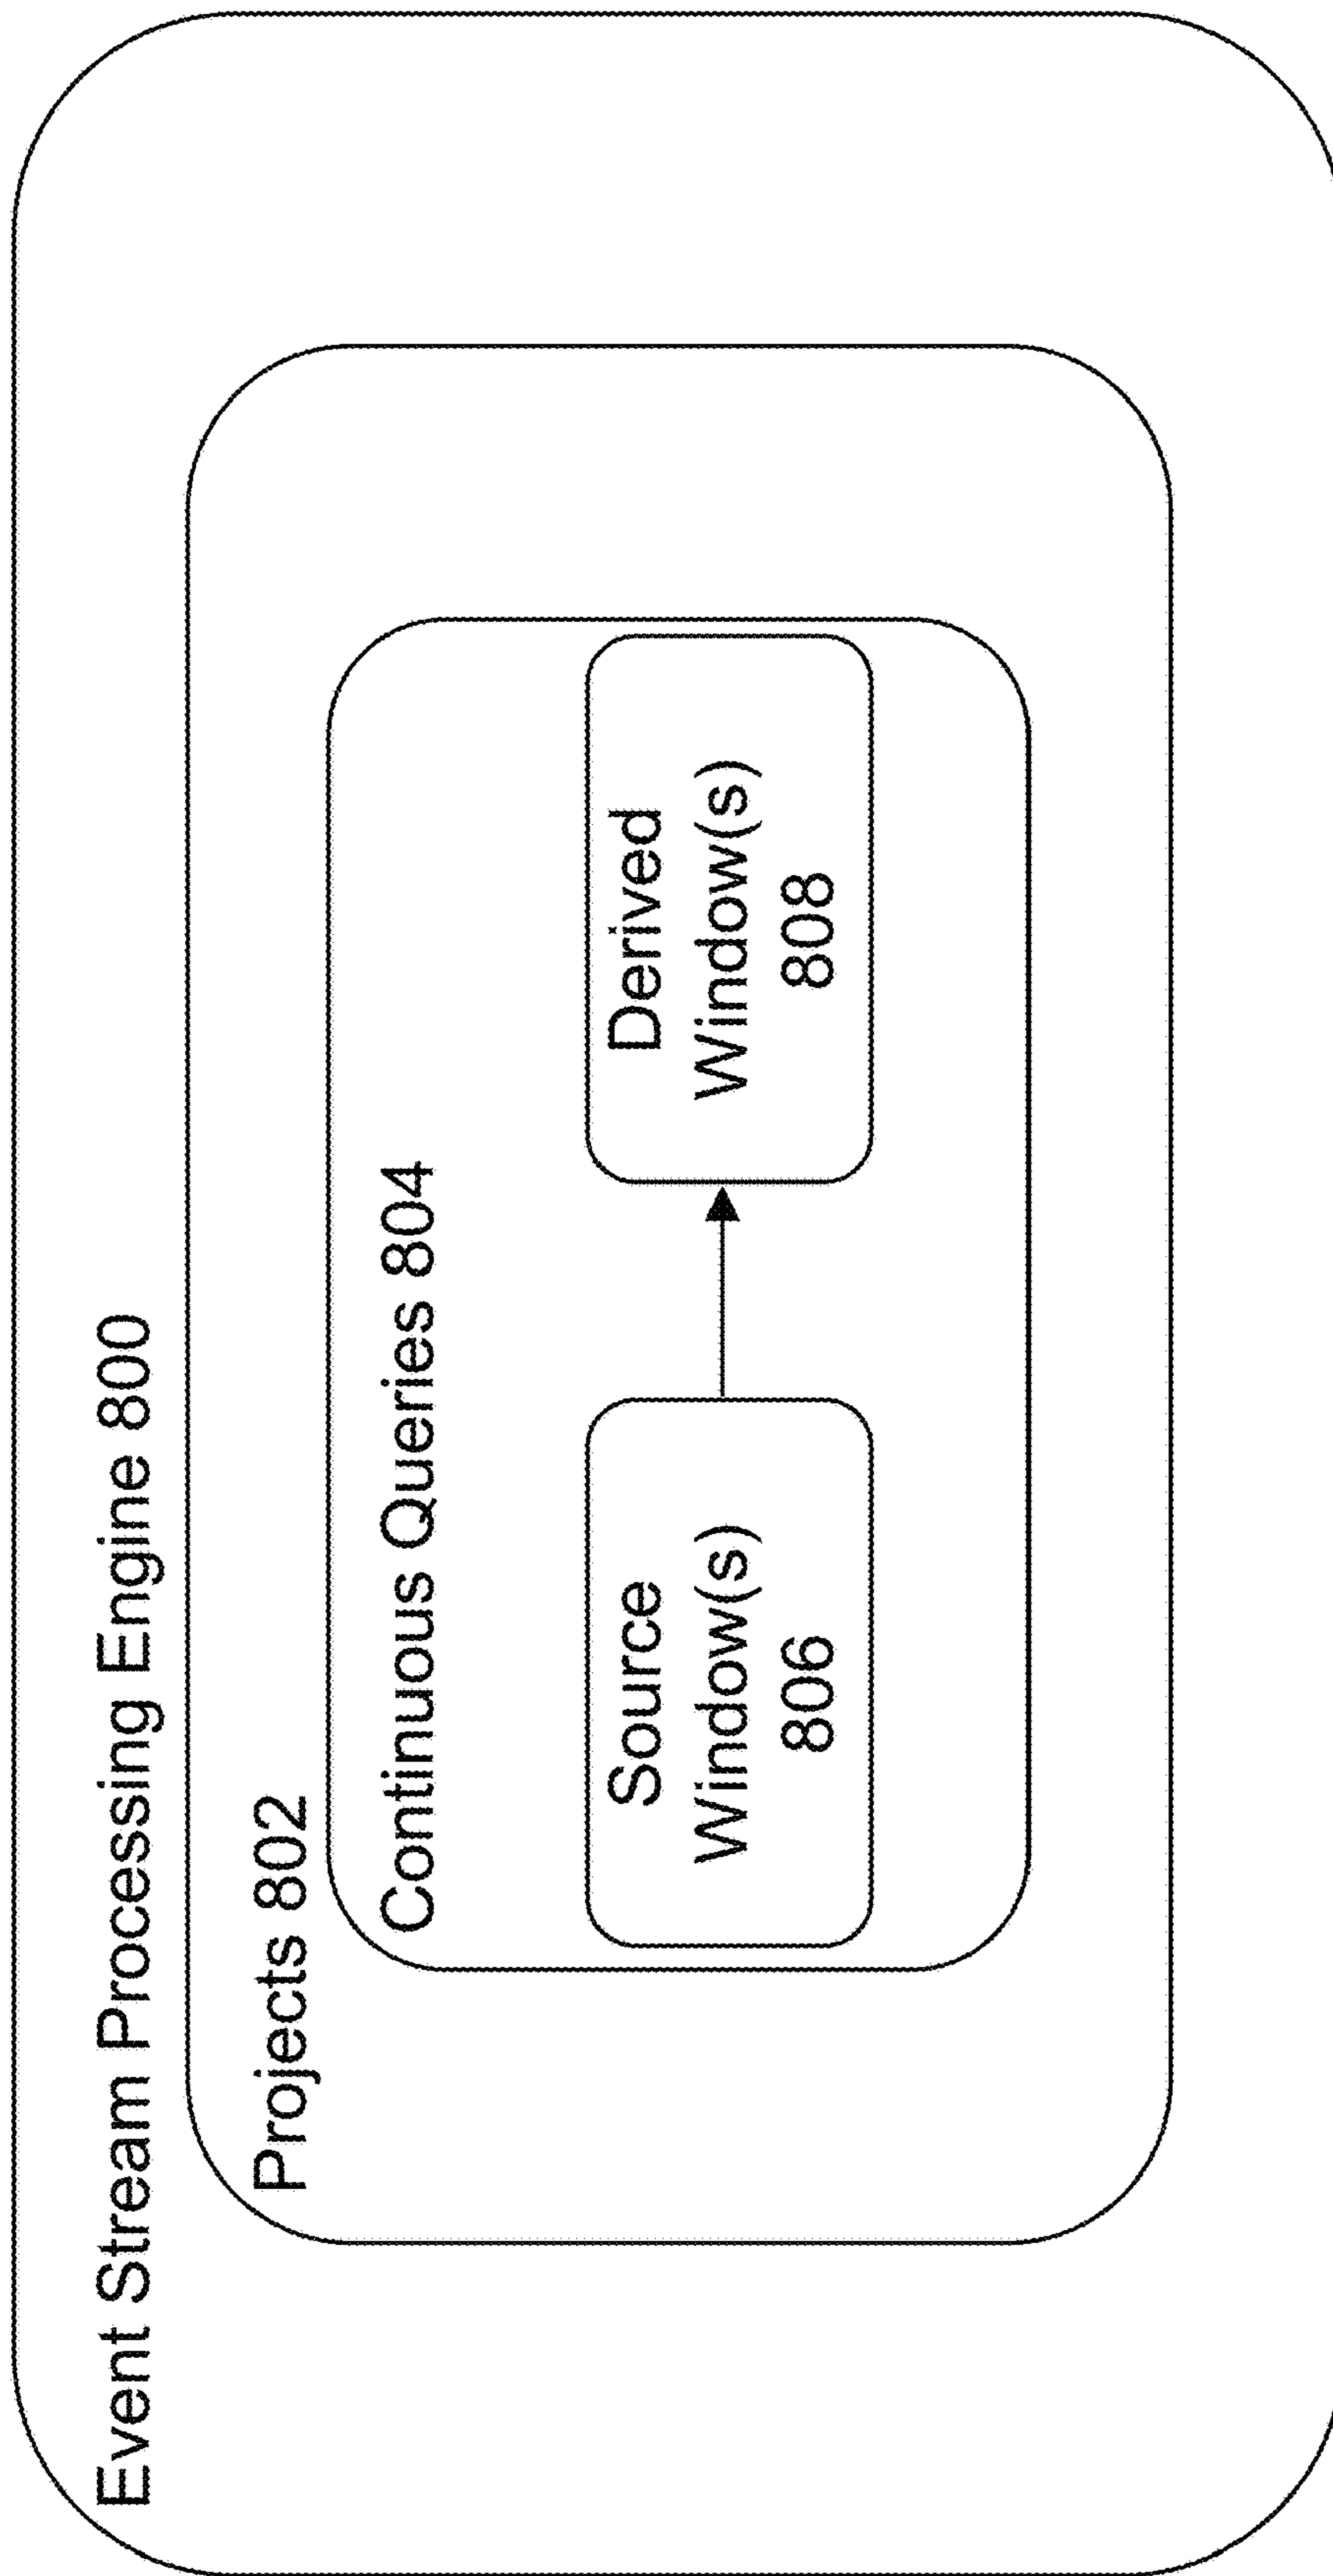 Event Stream Processing Engine 800
Projects 802
Continuous Queries 804
Source
Window(s)
806
Derived
Window(s)
808